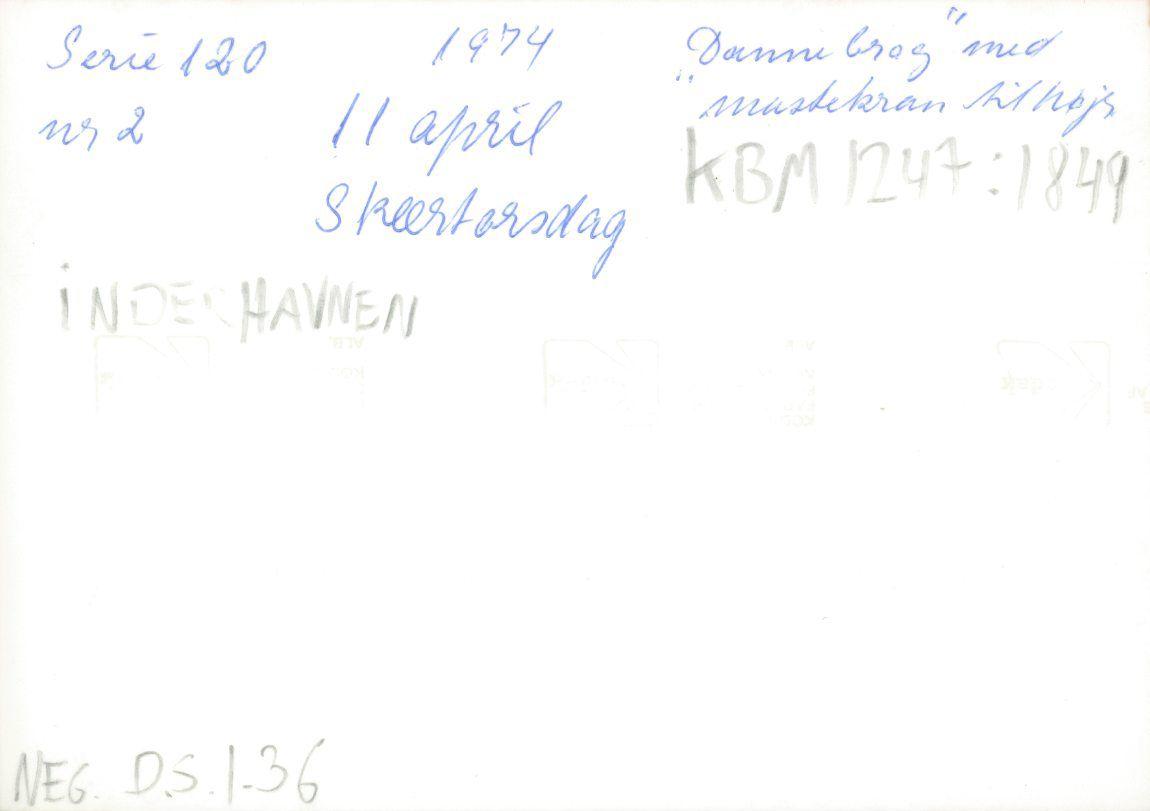 Serie 120
nr 2
1974
11 april
Skærtorsdag
"Dannebrog" med
mastekran til højr
KBM 1247:1849
INDERHAVNEN
NEG. D.S. 1-36